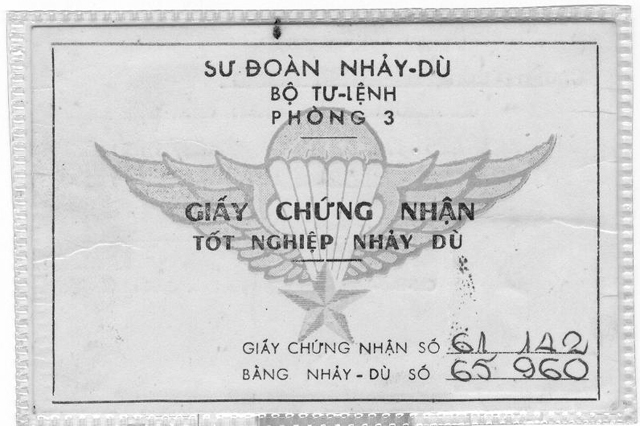 SƯ ĐOÀN NHẢY-DÙ
BỘ TƯ-LỆNH
PHÒNG 3
GIẤY CHỨNG NHẬN
TỐT NGHIỆP NHẢY DÙ
GIẤY CHỨNG NHẬN SỐ 61 142
BẰNG NHẢY-DÙ SỐ 65 960